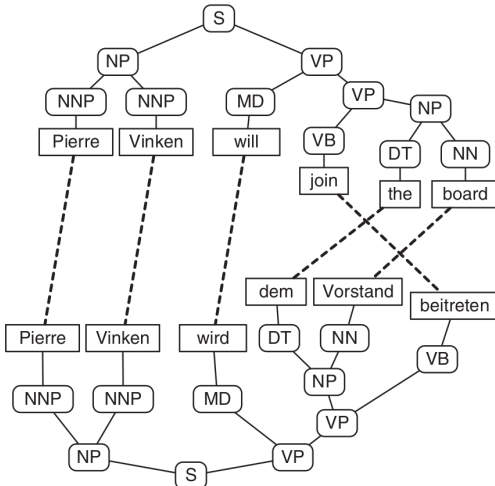 S
NP VP
NNP NNP MD VP NP
Pierre Vinken will VB DT NN
join the board
dem Vorstand beitreten
Pierre Vinken wird DT NN VB
NNP NNP MD NP
VP
NP S VP